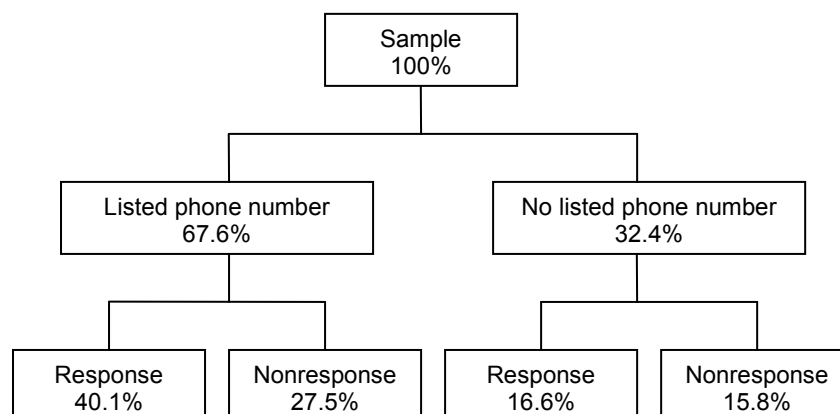 Sample
100%
Listed phone number
67.6%
No listed phone number
32.4%
Response
40.1%
Nonresponse
27.5%
Response
16.6%
Nonresponse
15.8%